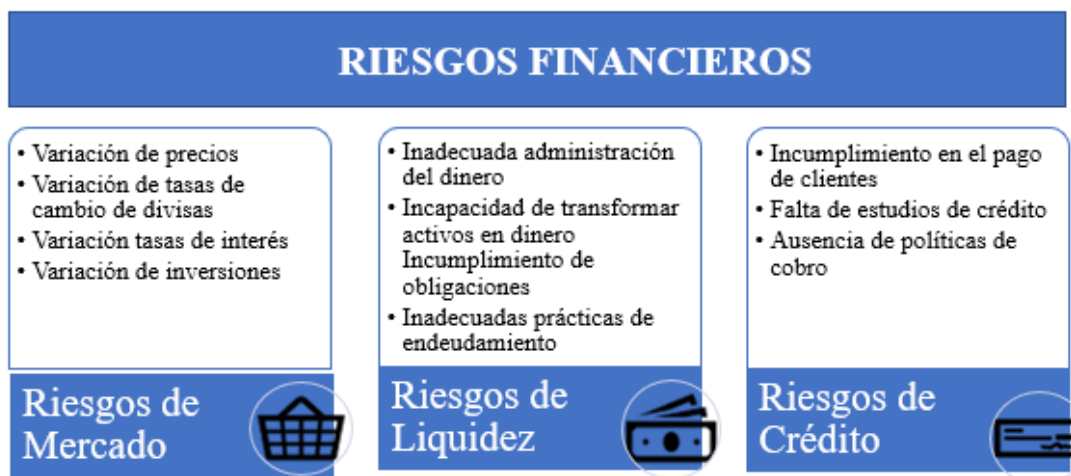 RIESGOS FINANCIEROS
• Variación de precios
• Variación de tasas de
cambio de divisas
• Variación tasas de interés
• Variación de inversiones
Riesgos de
Mercado
• Inadecuada administración
del dinero
• Incapacidad de transformar
activos en dinero
Incumplimiento de
obligaciones
• Inadecuadas prácticas de
endeudamiento
Riesgos de
Liquidez
• Incumplimiento en el pago
de clientes
• Falta de estudios de crédito
• Ausencia de políticas de
cobro
Riesgos de
Crédito